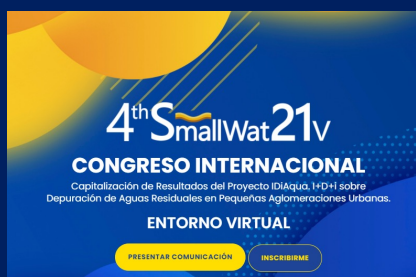 4th SmallWat21v
CONGRESO INTERNACIONAL
Capitalización de Resultados del Proyecto IDiAqua, I+D+i sobre
Depuración de Aguas Residuales en Pequeñas Aglomeraciones Urbanas.
ENTORNO VIRTUAL
PRESENTAR COMUNICACIÓN INSCRIBIRME